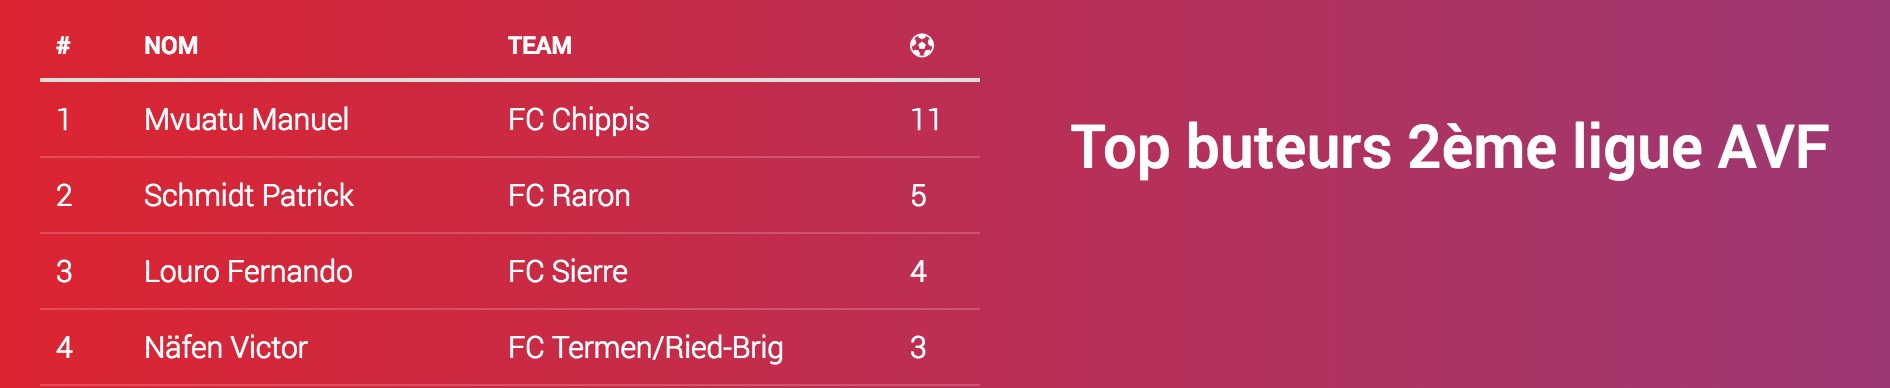 # NOM TEAM
1 Mvuatu Manuel FC Chippis 11
2 Schmidt Patrick FC Raron 5
3 Louro Fernando FC Sierre 4
4 Näfen Victor FC Termen/Ried-Brig 3
Top buteurs 2ème ligue AVF